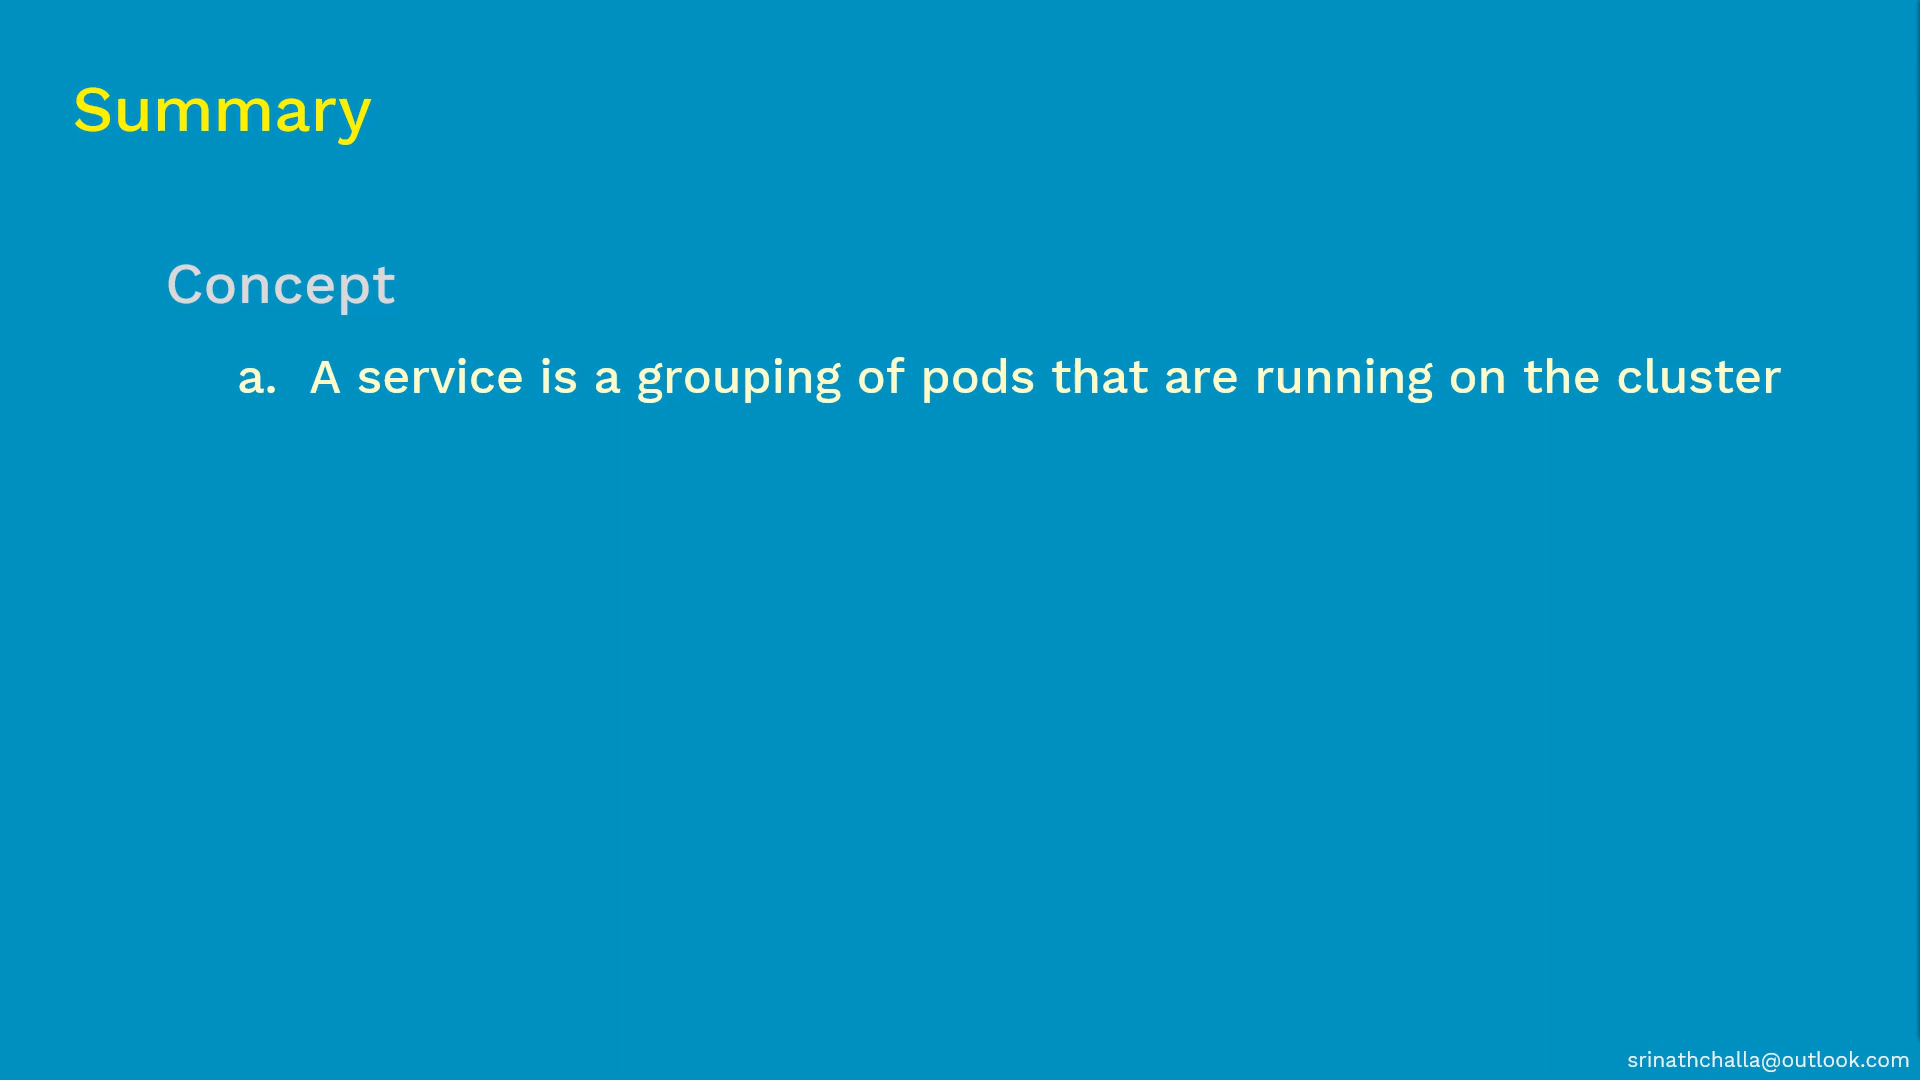 Summary
Concept
a. A service is a grouping of pods that are running on the cluster
srinathchalla@outlook.com